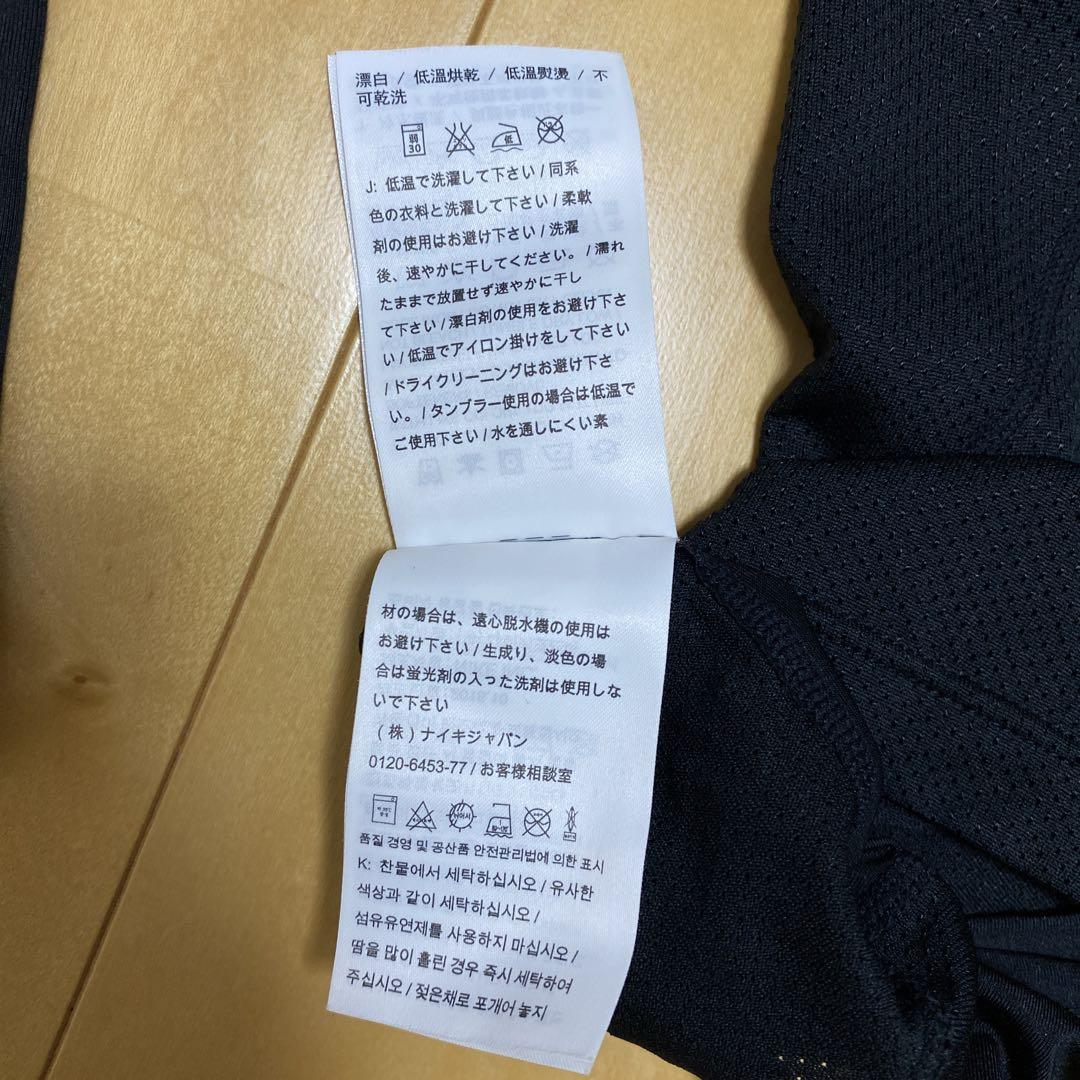 漂白 / 低溫烘乾 / 低溫熨燙 / 不
可乾洗
弱
30
低
J: 低温で洗濯して下さい / 同系
色の衣料と洗濯して下さい / 柔軟
剤の使用はお避け下さい / 洗濯
後、速やかに干してください。 / 濡れ
たままで放置せず速やかに干し
て下さい / 漂白剤の使用をお避け下さ
い / 低温でアイロン掛けをして下さい
/ ドライクリーニングはお避け下さ
い。 / タンブラー使用の場合は低温で
ご使用下さい / 水を通しにくい素
材の場合は、遠心脱水機の使用は
お避け下さい / 生成り、淡色の場
合は蛍光剤の入った洗剤は使用しな
いで下さい
（株）ナイキジャパン
0120-6453-77 / お客様相談室
품질 경영 및 공산품 안전관리법에 의한 표시
K: 찬물에서 세탁하십시오 / 유사한
색상과 같이 세탁하십시오 /
섬유유연제를 사용하지 마십시오 /
땀을 많이 흘린 경우 즉시 세탁하여
주십시오 / 젖은채로 포개어 놓지